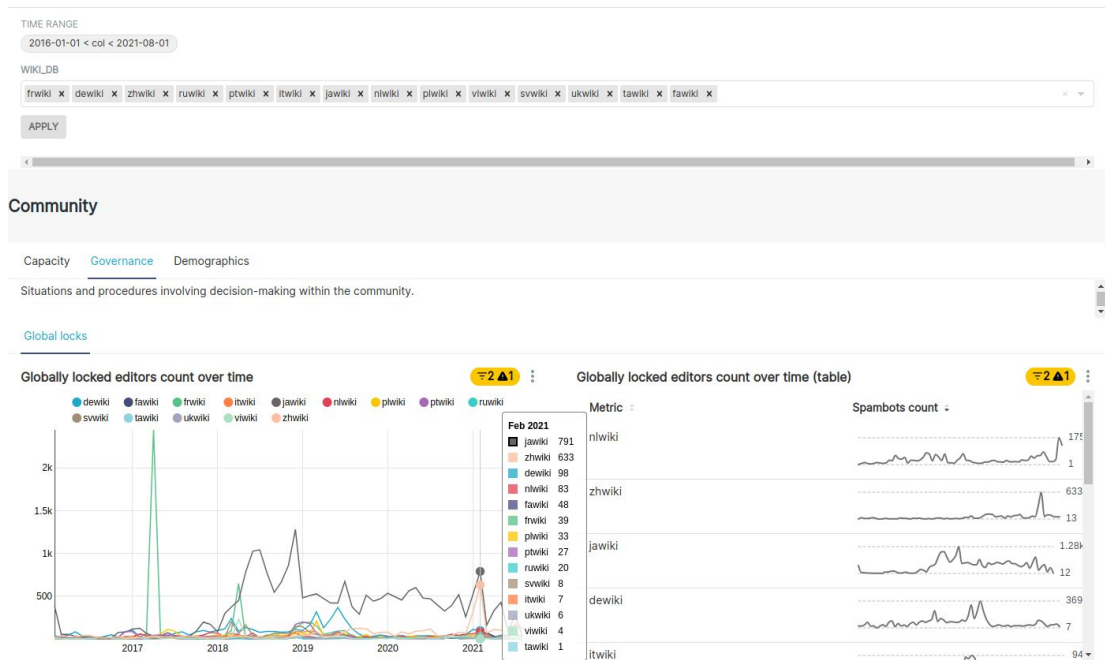 TIME RANGE
2016-01-01 < col < 2021-08-01
WIKI_DB
frwiki x dewiki x zhwiki x ruwiki x ptwiki x itwiki x jawiki x nlwiki x plwiki x viwiki x svwiki x ukwiki x tawiki x fawiki x
APPLY
Community
Capacity Governance Demographics
Situations and procedures involving decision-making within the community.
Global locks
Globally locked editors count over time
2 1
dewiki fawiki frwiki itwiki jawiki nlwiki plwiki ptwiki ruwiki
svwiki tawiki ukwiki viwiki zhwiki
2k
1.5k
1k
500
2017 2018 2019 2020 2021
Feb 2021
jawiki 791
zhwiki 633
dewiki 98
nlwiki 83
fawiki 48
frwiki 39
plwiki 33
ptwiki 27
ruwiki 20
svwiki 8
itwiki 7
ukwiki 6
viwiki 4
tawiki 1
Globally locked editors count over time (table)
2 1
Metric Spambots count
nlwiki 175
1
zhwiki 633
13
jawiki 1.28k
12
dewiki 369
7
itwiki 94